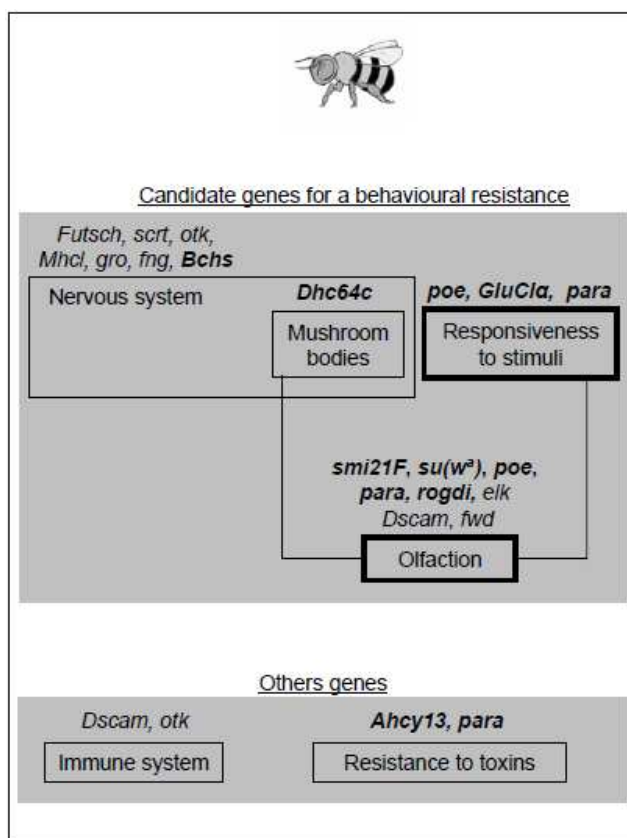 Candidate genes for a behavioural resistance
Futsch, scrt, otk,
Mhcl, gro, fng, Bchs
Nervous system
Dhc64c
Mushroom
bodies
poe, GluClα, para
Responsiveness
to stimuli
smi21F, su(wª), poe,
para, rogdi, elk
Dscam, fwd
Olfaction
Others genes
Dscam, otk
Immune system
Ahcy13, para
Resistance to toxins